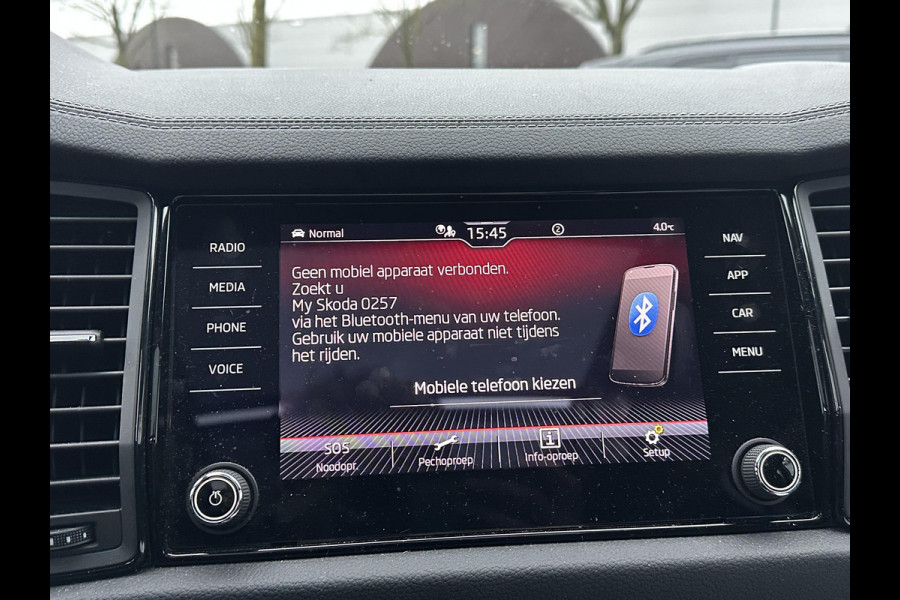 Normal 15:45 2 4.0°C
RADIO
MEDIA
PHONE
VOICE
Geen mobiel apparaat verbonden.
Zoekt u
My Skoda 0257
via het Bluetooth-menu van uw telefoon.
Gebruik uw mobiele apparaat niet tijdens
het rijden.
Mobiele telefoon kiezen
SOS
Noodopr. Pechoproep Info-oproep Setup
NAV
APP
CAR
MENU